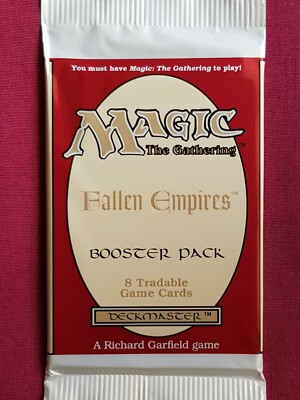 You must have Magic: The Gathering to play!
MAGIC
The Gathering™
Fallen Empires™
BOOSTER PACK
8 Tradable
Game Cards
DECKMASTER™
A Richard Garfield game